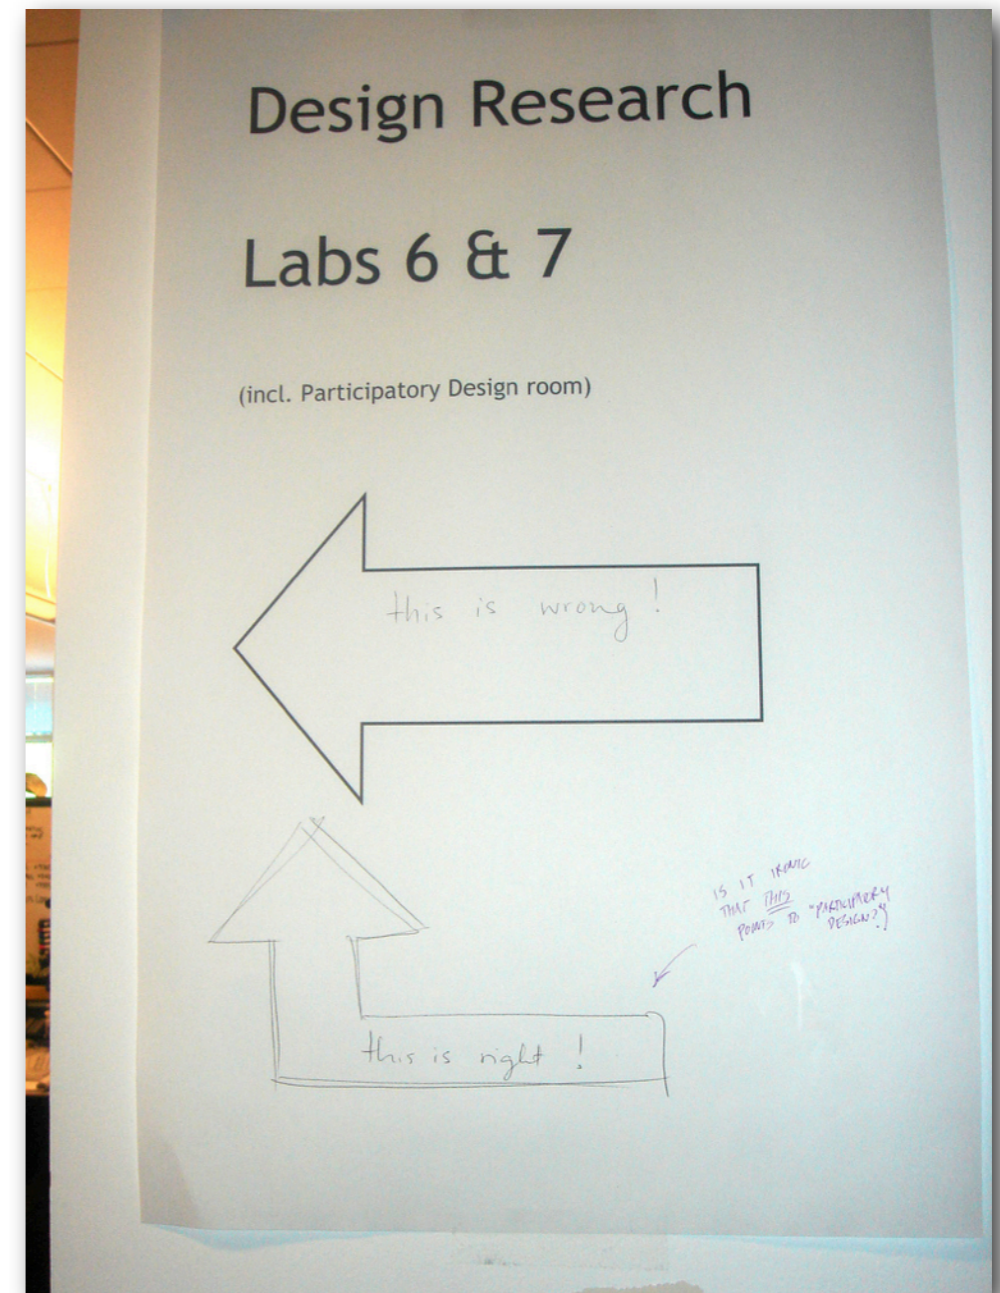 Design Research
Labs 6 & 7
(incl. Participatory Design room)
this is wrong !
IS IT IRONIC
THAT THIS
POINTS TO "PARTICIPATORY
DESIGN?"
this is right !